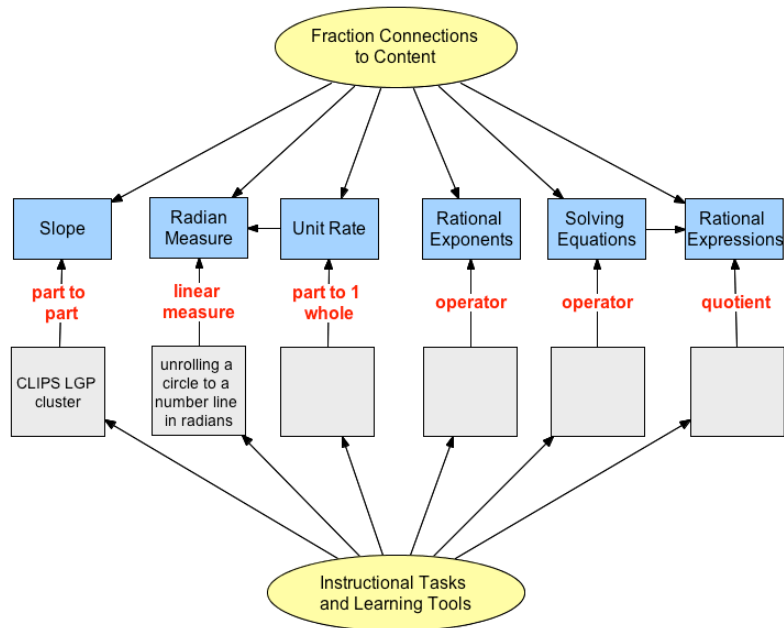 Fraction Connections
to Content
Slope
Radian
Measure
Unit Rate
Rational
Exponents
Solving
Equations
Rational
Expressions
part to
part
linear
measure
part to 1
whole
operator
operator
quotient
CLIPS LGP
cluster
unrolling a
circle to a
number line
in radians
Instructional Tasks
and Learning Tools